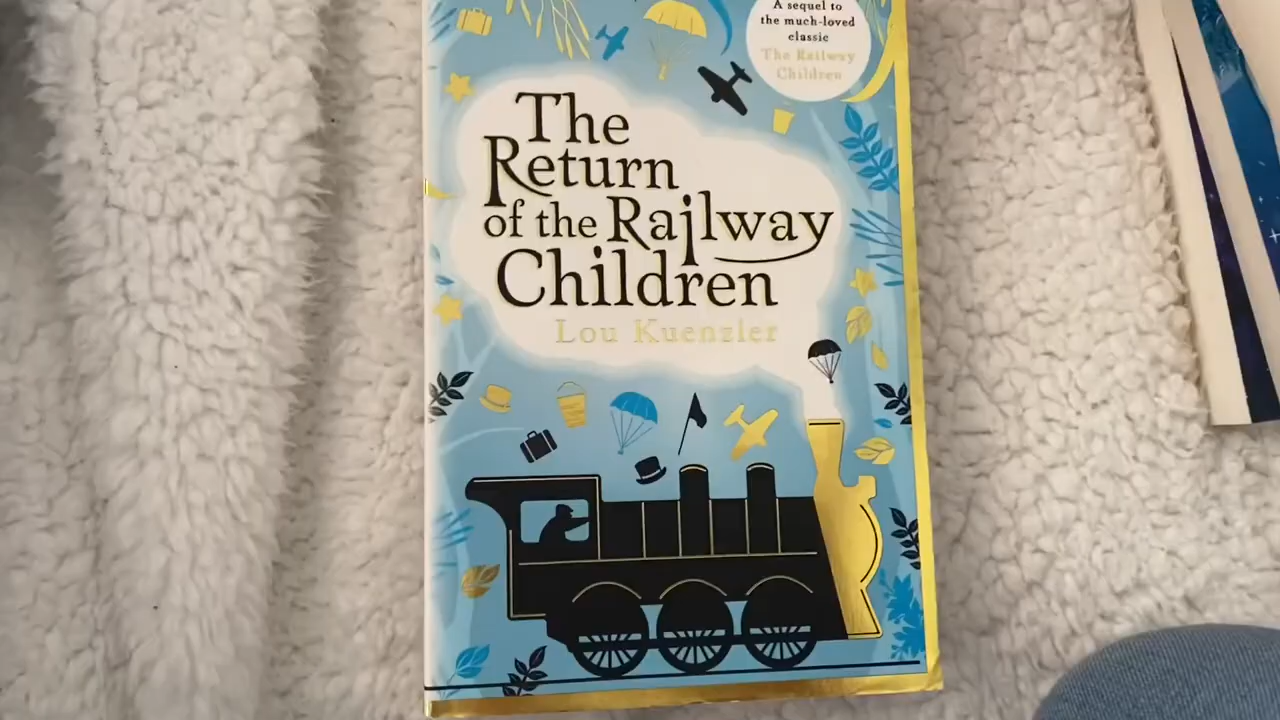 A sequel to
the much-loved
classic
The Railway
Children
The
Return
of the Railway
Children
Lou Kuenzler